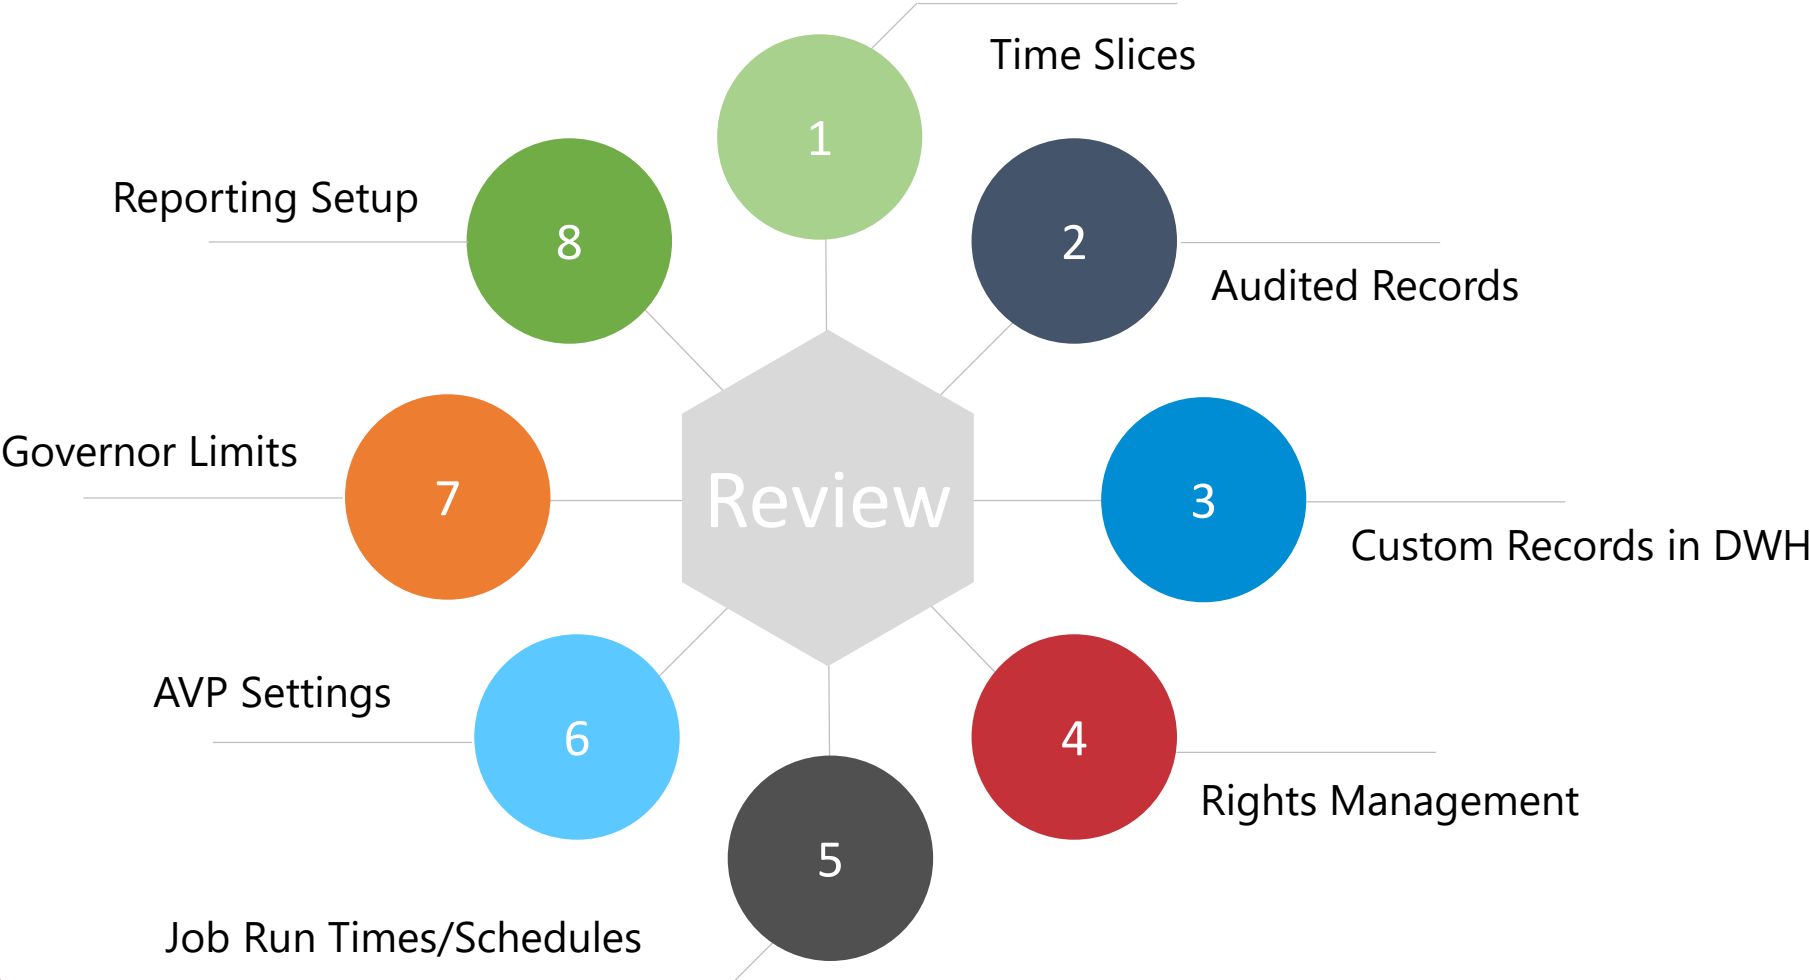 1
Time Slices
2
Audited Records
3
Custom Records in DWH
4
Rights Management
5
Job Run Times/Schedules
6
AVP Settings
7
Governor Limits
8
Reporting Setup
Review